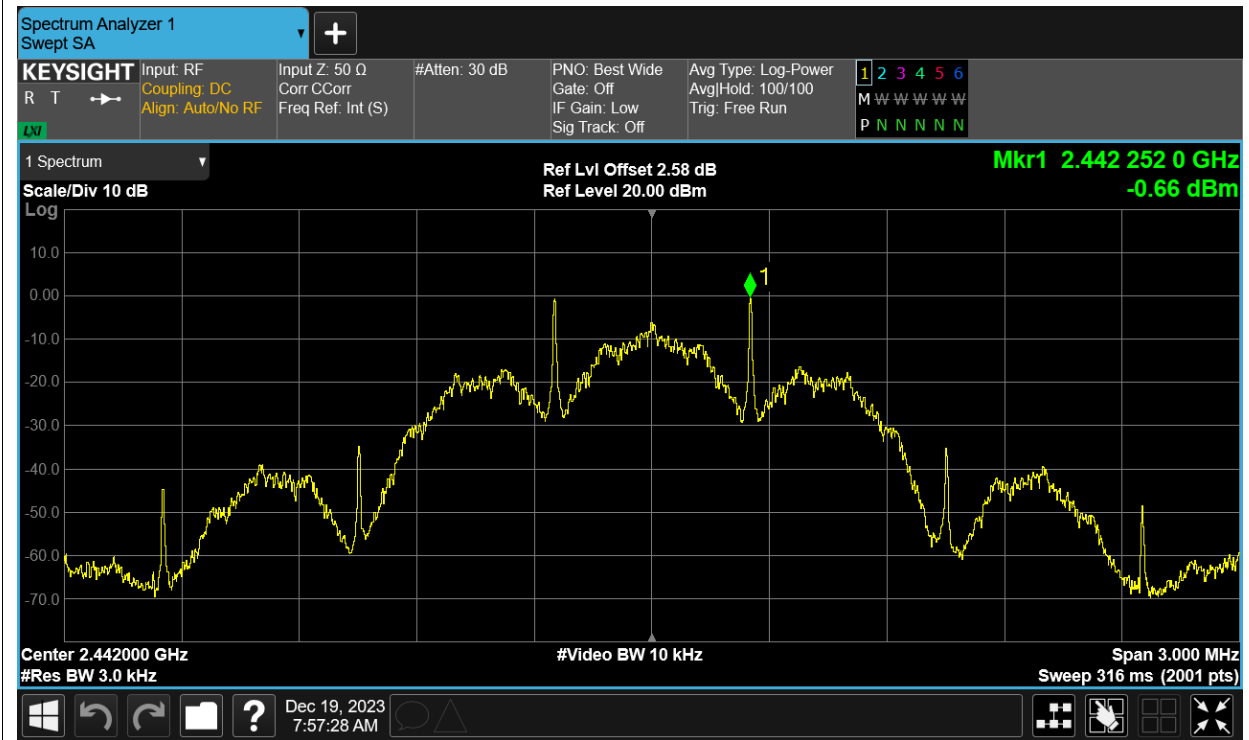 Spectrum Analyzer 1
Swept SA
KEYSIGHT
R T
LXI
Input: RF
Coupling: DC
Align: Auto/No RF
Input Z: 50 Ω
Corr CCorr
Freq Ref: Int (S)
#Atten: 30 dB
PNO: Best Wide
Gate: Off
IF Gain: Low
Sig Track: Off
Avg Type: Log-Power
Avg|Hold: 100/100
Trig: Free Run
1 2 3 4 5 6
M W W W W W
P N N N N N
1 Spectrum
Scale/Div 10 dB
Log
Ref Lvl Offset 2.58 dB
Ref Level 20.00 dBm
Mkr1 2.442 252 0 GHz
-0.66 dBm
10.0
0.00
-10.0
-20.0
-30.0
-40.0
-50.0
-60.0
-70.0
1
Center 2.442000 GHz
#Res BW 3.0 kHz
#Video BW 10 kHz
Span 3.000 MHz
Sweep 316 ms (2001 pts)
?
Dec 19, 2023
7:57:28 AM